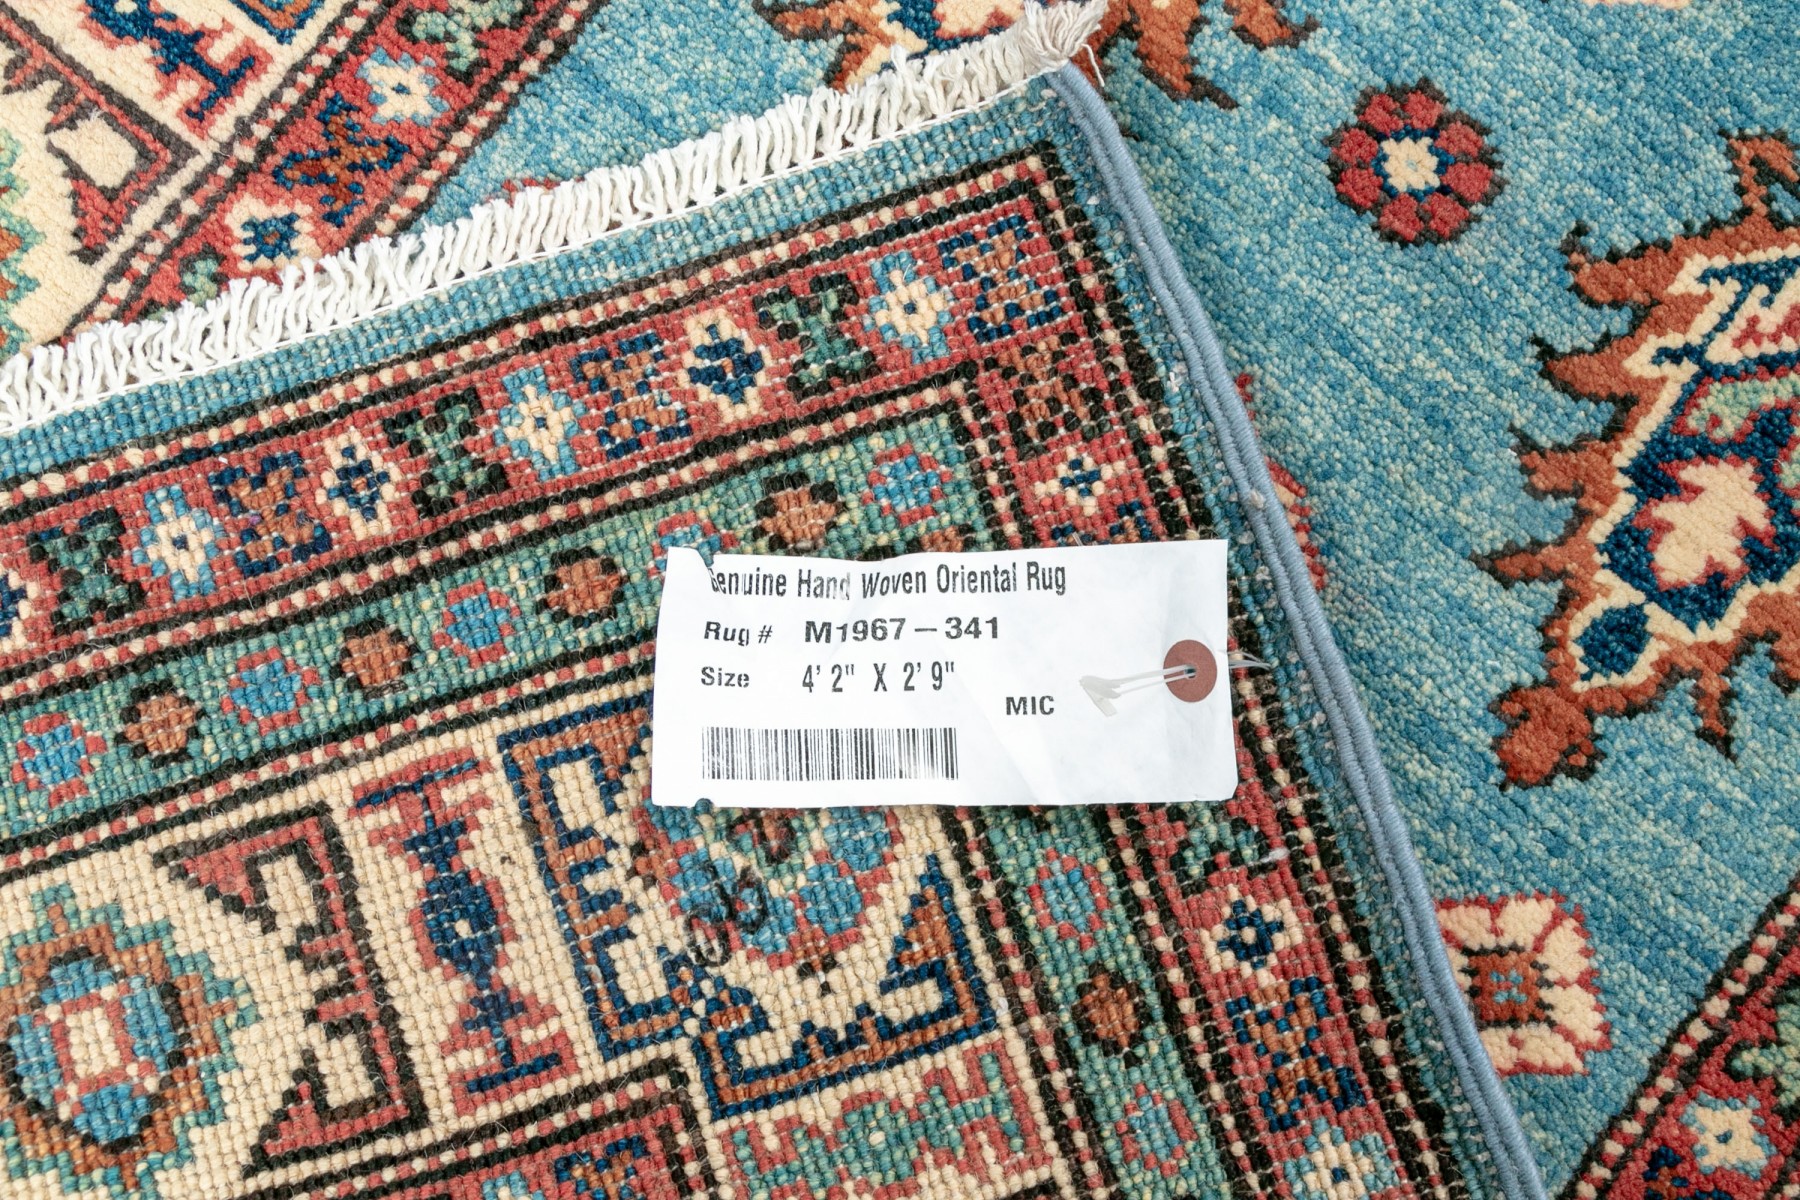 Genuine Hand Woven Oriental Rug
Rug # M1967-341
Size 4' 2" X 2' 9"
MIC